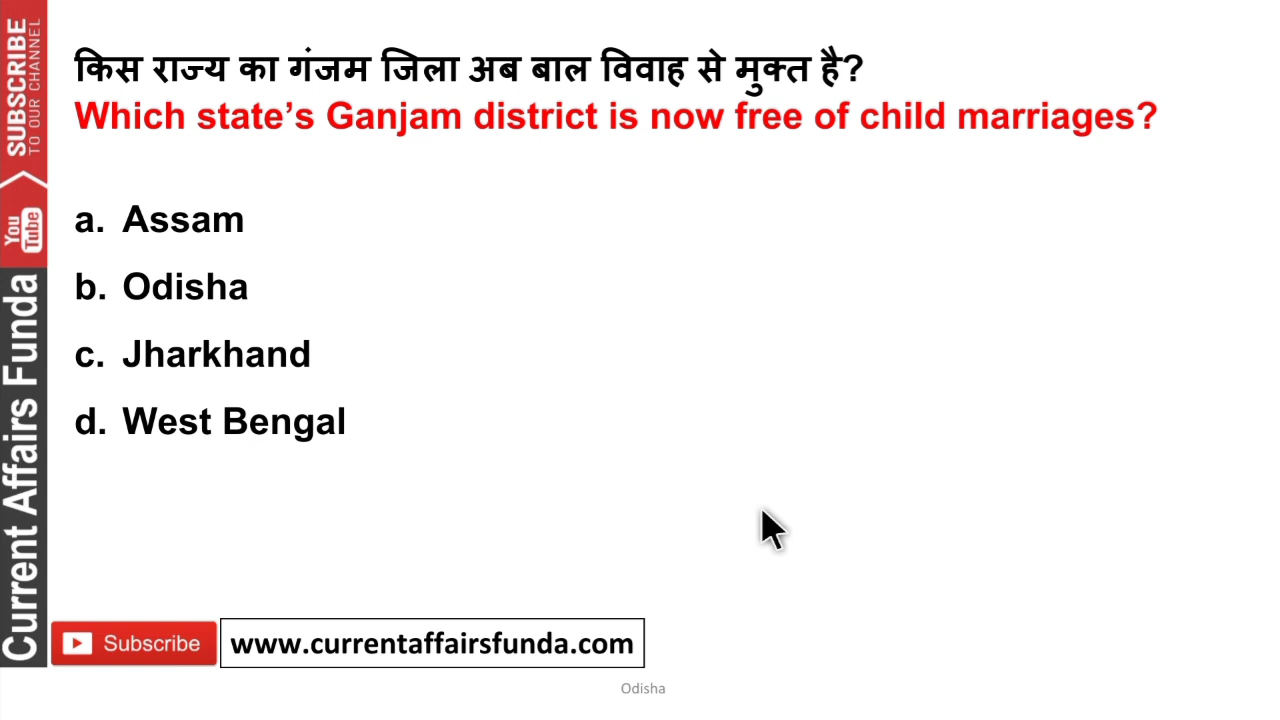 किस राज्य का गंजम जिला अब बाल विवाह से मुक्त है?
Which state’s Ganjam district is now free of child marriages?
a. Assam
b. Odisha
c. Jharkhand
d. West Bengal
SUBSCRIBE
TO OUR CHANNEL
You
Tube
Current Affairs Funda
Subscribe
www.currentaffairsfunda.com
Odisha